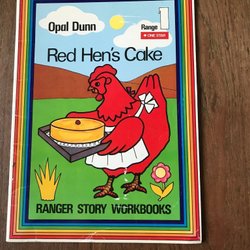 Opal Dunn
Range 1
ONE STAR
Red Hen's Cake
RANGER STORY WORKBOOKS